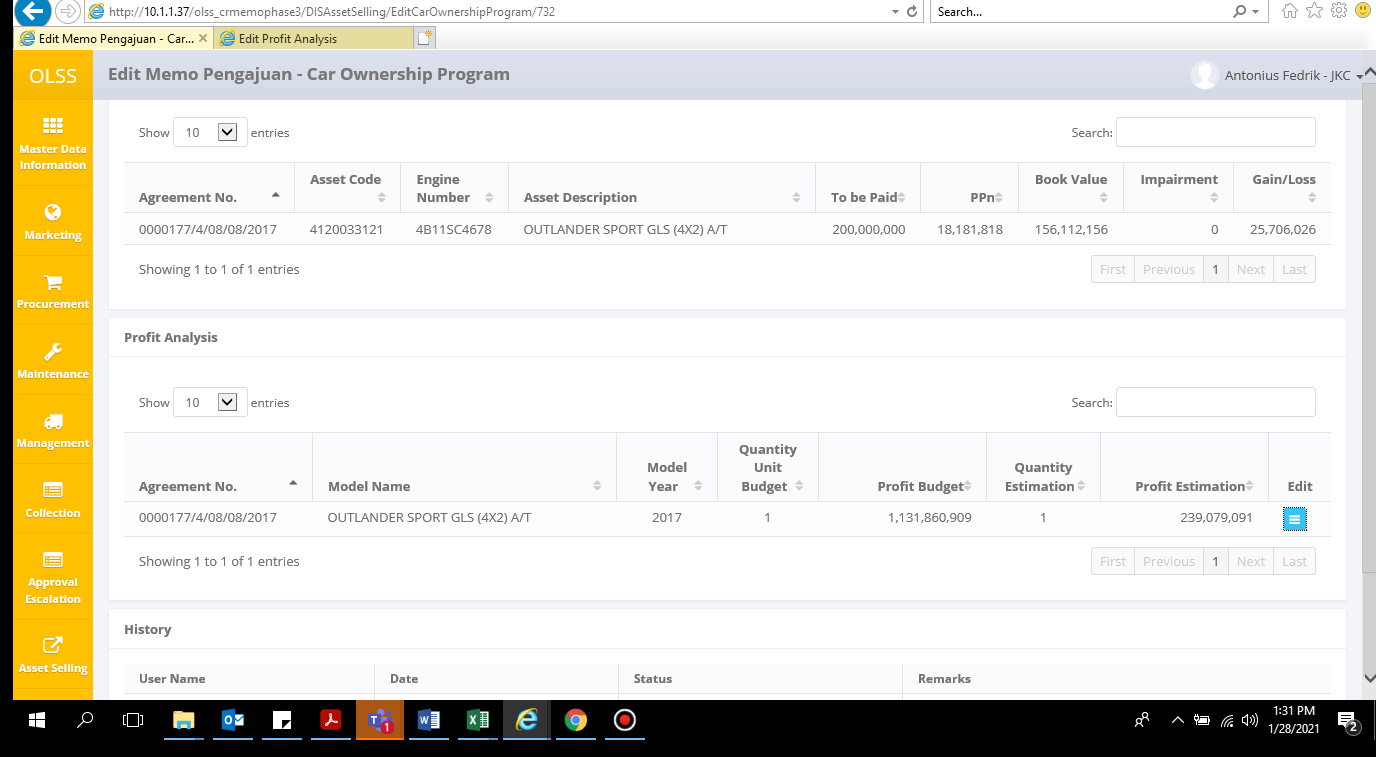 http://10.1.1.37/olss_crmemophase3/DISAssetSelling/EditCarOwnershipProgram/732
Search...
Edit Memo Pengajuan - Car...
Edit Profit Analysis
OLSS
Edit Memo Pengajuan - Car Ownership Program
Antonius Fedrik - JKC
Master Data
Information
Marketing
Procurement
Maintenance
Management
Collection
Approval
Escalation
Asset Selling
Show 10 entries
Search:
Agreement No. Asset Code Engine Number Asset Description To be Paid PPn Book Value Impairment Gain/Loss
0000177/4/08/08/2017 4120033121 4B11SC4678 OUTLANDER SPORT GLS (4X2) A/T 200,000,000 18,181,818 156,112,156 0 25,706,026
Showing 1 to 1 of 1 entries
First Previous 1 Next Last
Profit Analysis
Show 10 entries
Search:
Agreement No. Model Name Model Year Quantity Unit Budget Profit Budget Quantity Estimation Profit Estimation Edit
0000177/4/08/08/2017 OUTLANDER SPORT GLS (4X2) A/T 2017 1 1,131,860,909 1 239,079,091
Showing 1 to 1 of 1 entries
First Previous 1 Next Last
History
User Name Date Status Remarks
1
1:31 PM
1/28/2021
2